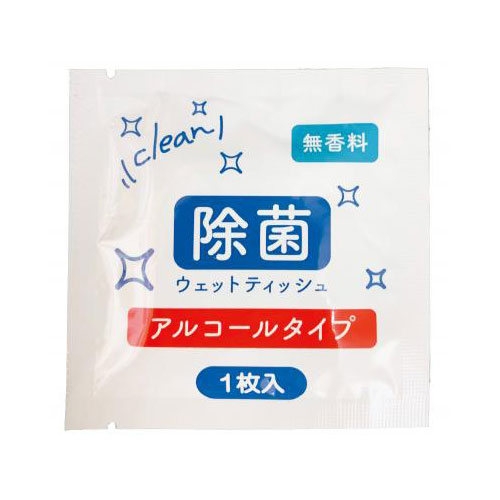 clean
無香料
除菌
ウェットティッシュ
アルコールタイプ
1枚入